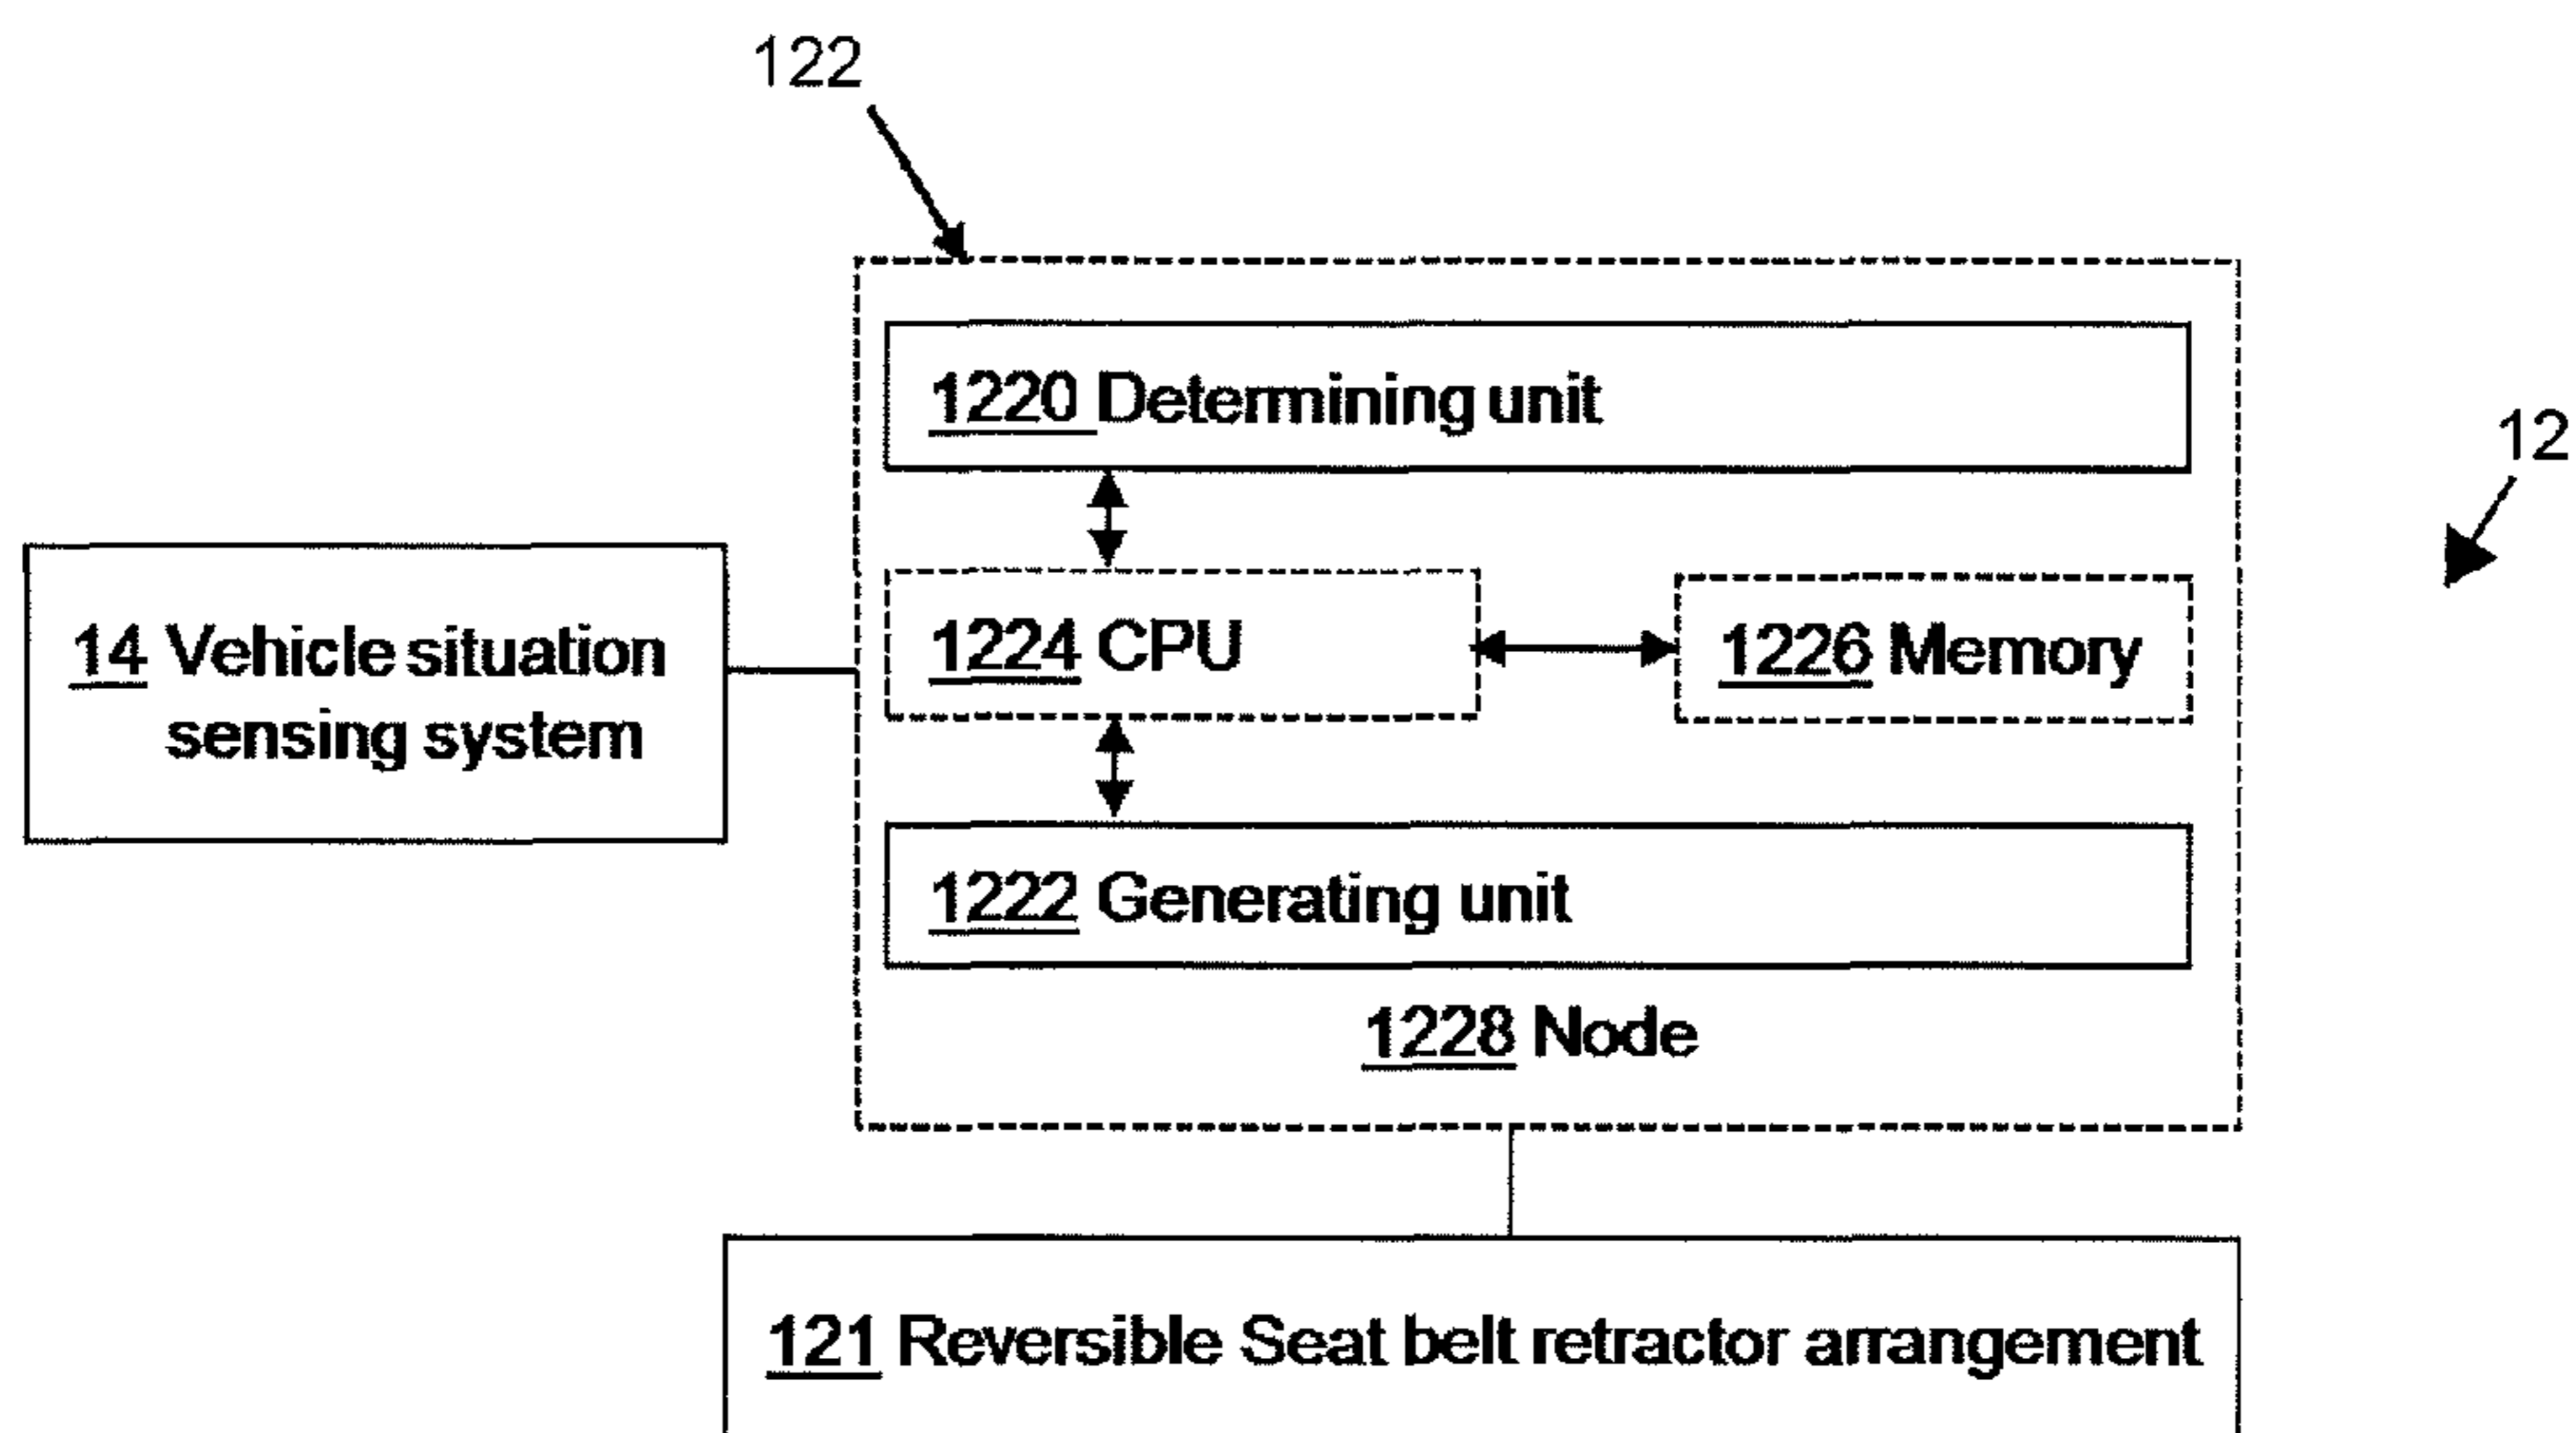 122
1220 Determining unit
12
14 Vehicle situation
sensing system
1224 CPU
1226 Memory
1222 Generating unit
1228 Node
121 Reversible Seat belt retractor arrangement